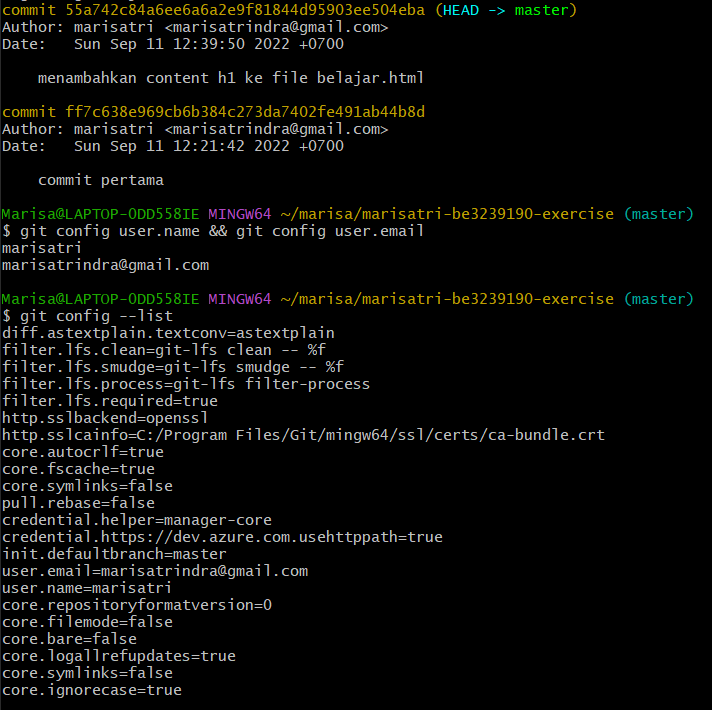 commit 55a742c84a6ee6a6a2e9f81844d95903ee504eba (HEAD -> master)
Author: marisatri <marisatrindra@gmail.com>
Date:   Sun Sep 11 12:39:50 2022 +0700

    menambahkan content h1 ke file belajar.html

commit ff7c638e969cb6b384c273da7402fe491ab44b8d
Author: marisatri <marisatrindra@gmail.com>
Date:   Sun Sep 11 12:21:42 2022 +0700

    commit pertama

Marisa@LAPTOP-ODD558IE MINGW64 ~/marisa/marisatri-be3239190-exercise (master)
$ git config user.name && git config user.email
marisatri
marisatrindra@gmail.com

Marisa@LAPTOP-ODD558IE MINGW64 ~/marisa/marisatri-be3239190-exercise (master)
$ git config --list
diff.astextplain.textconv=astextplain
filter.lfs.clean=git-lfs clean -- %f
filter.lfs.smudge=git-lfs smudge -- %f
filter.lfs.process=git-lfs filter-process
filter.lfs.required=true
http.sslbackend=openssl
http.sslcainfo=C:/Program Files/Git/mingw64/ssl/certs/ca-bundle.crt
core.autocrlf=true
core.fscache=true
core.symlinks=false
pull.rebase=false
credential.helper=manager-core
credential.https://dev.azure.com.usehttppath=true
init.defaultbranch=master
user.email=marisatrindra@gmail.com
user.name=marisatri
core.repositoryformatversion=0
core.filemode=false
core.bare=false
core.logallrefupdates=true
core.symlinks=false
core.ignorecase=true